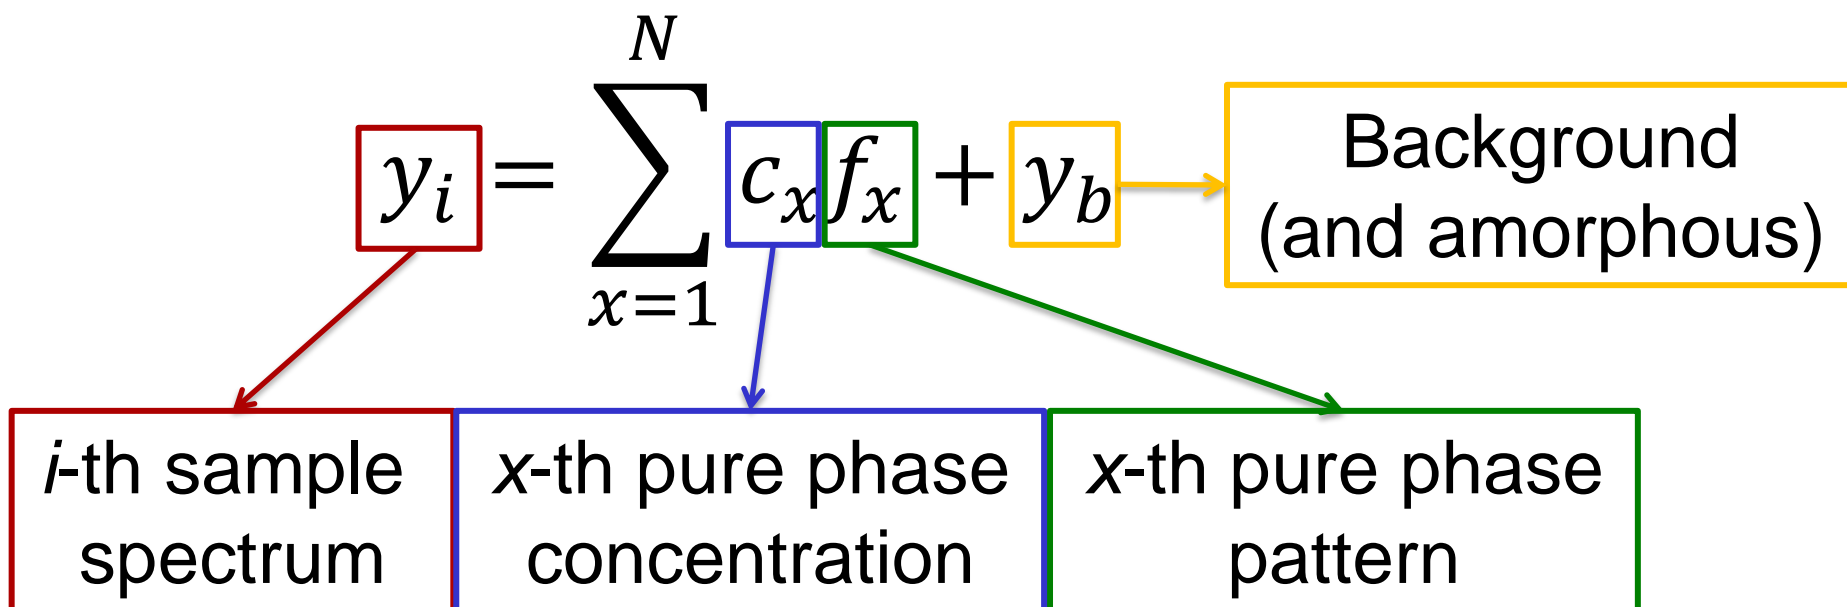 N
y_i = ∑ c_x f_x + y_b
x=1
Background
(and amorphous)
i-th sample
spectrum
x-th pure phase
concentration
x-th pure phase
pattern